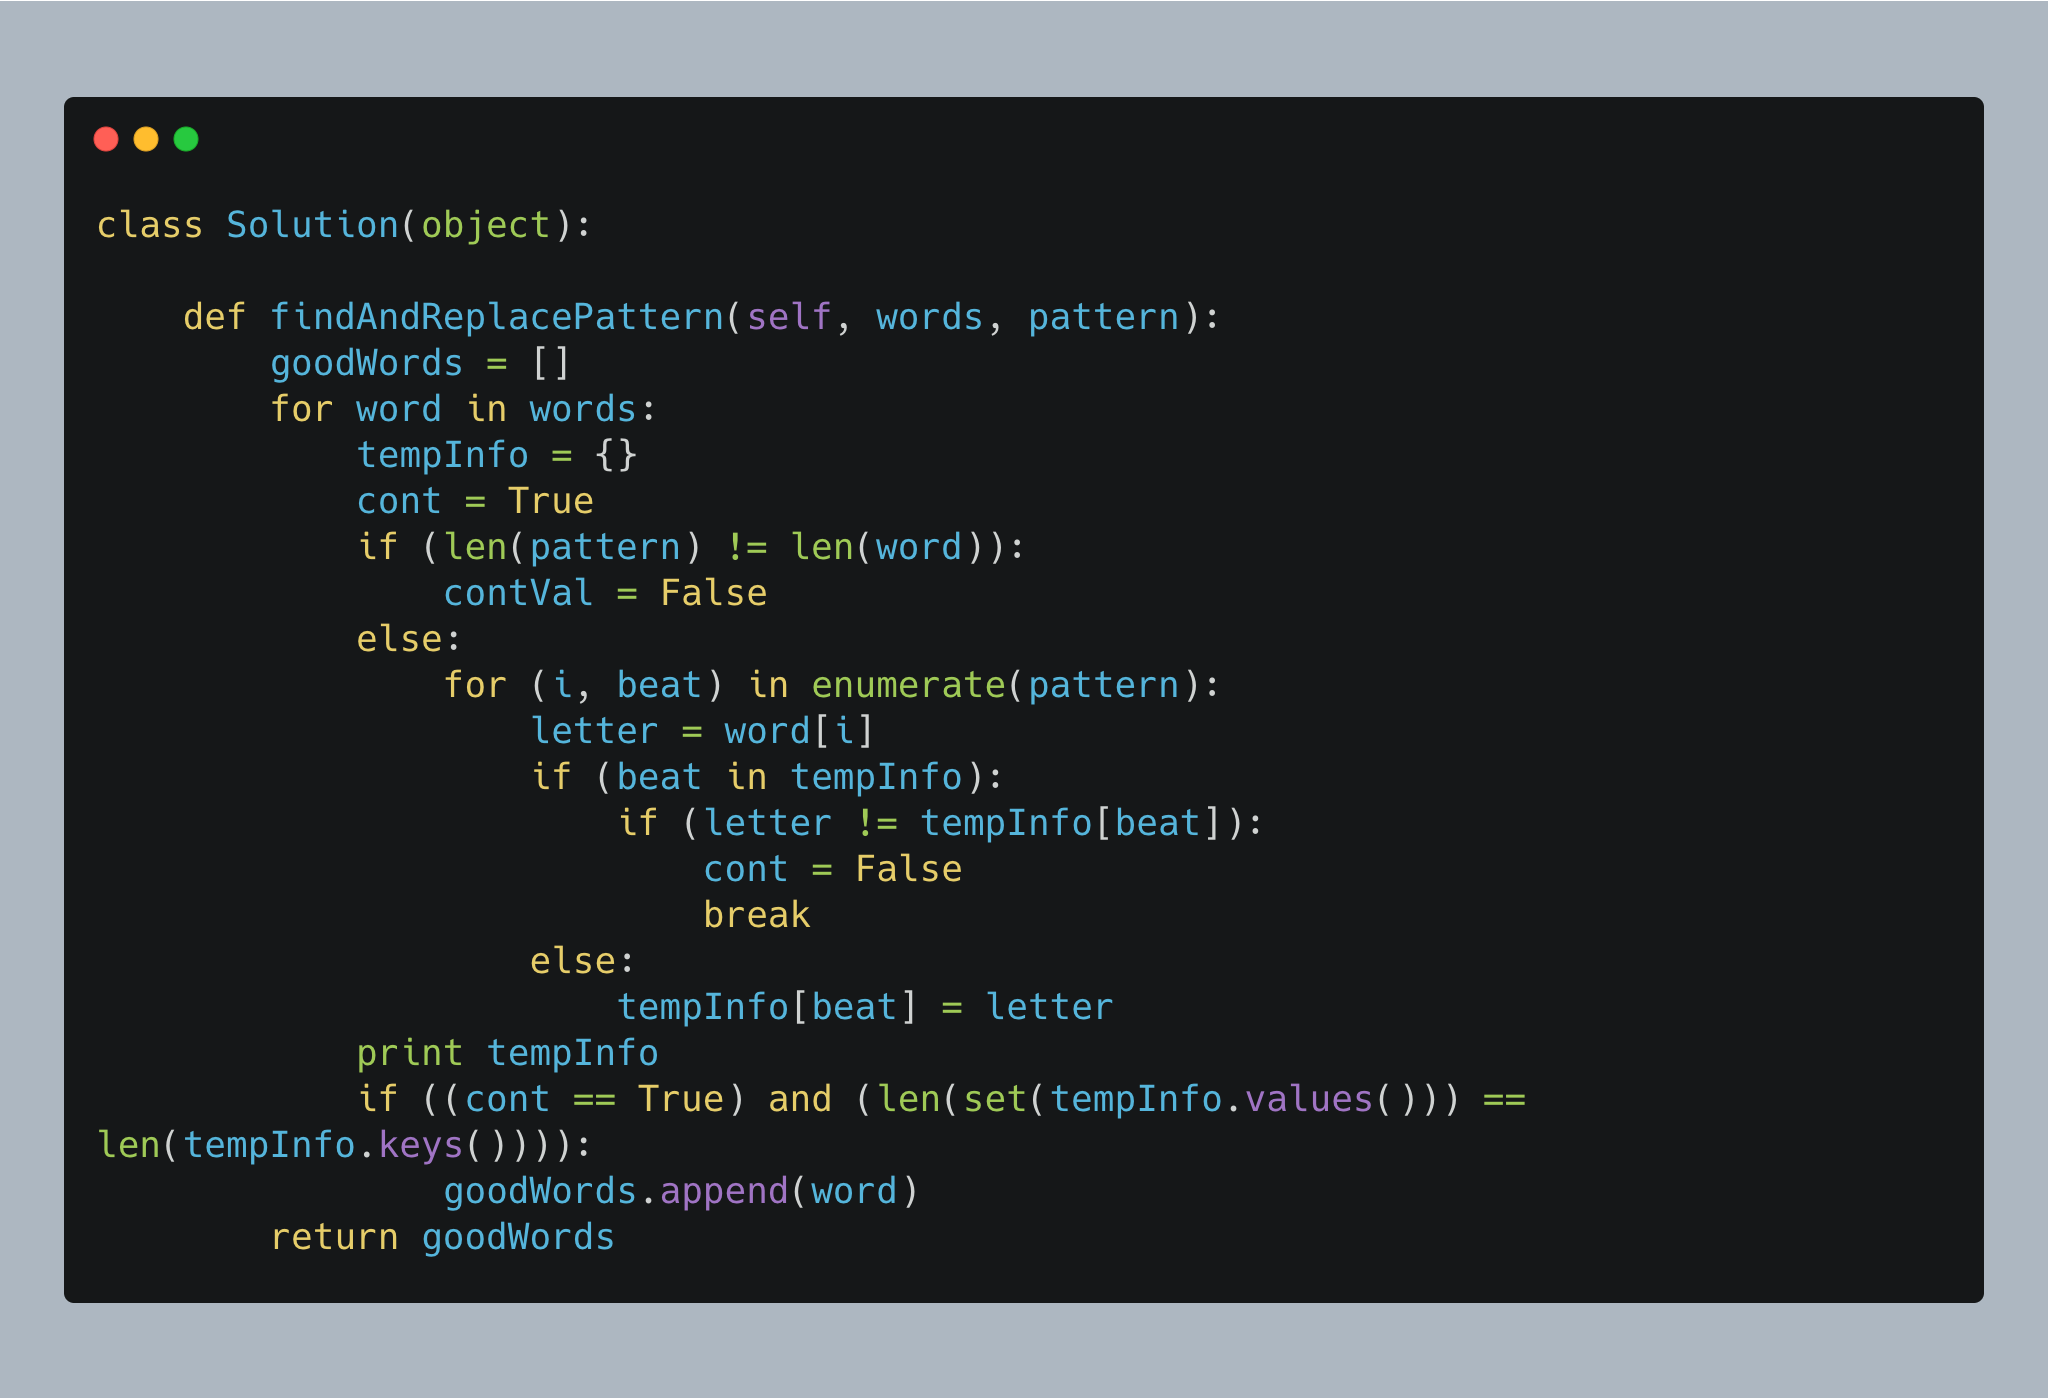 class Solution(object):

    def findAndReplacePattern(self, words, pattern):
        goodWords = []
        for word in words:
            tempInfo = {}
            cont = True
            if (len(pattern) != len(word)):
                contVal = False
            else:
                for (i, beat) in enumerate(pattern):
                    letter = word[i]
                    if (beat in tempInfo):
                        if (letter != tempInfo[beat]):
                            cont = False
                            break
                    else:
                        tempInfo[beat] = letter
            print tempInfo
            if ((cont == True) and (len(set(tempInfo.values())) ==
len(tempInfo.keys()))):
                goodWords.append(word)
        return goodWords